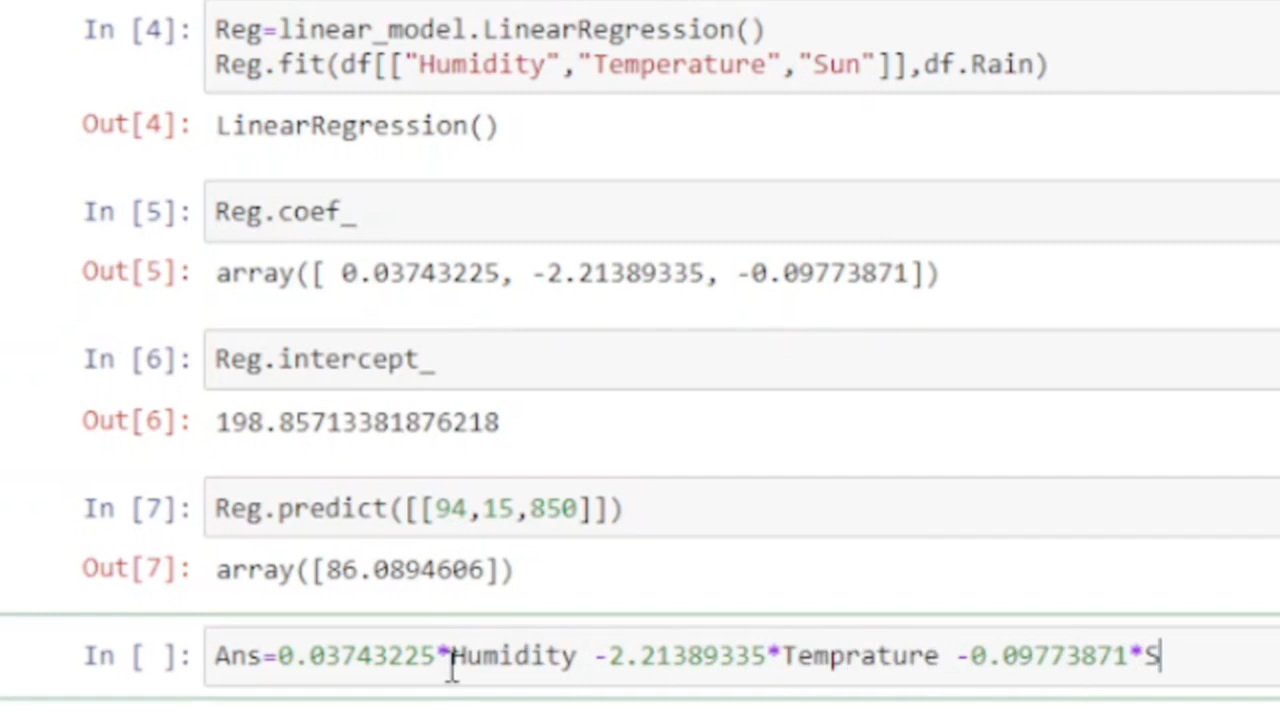 In [4]: Reg=linear_model.LinearRegression()
Reg.fit(df[["Humidity","Temperature","Sun"]],df.Rain)
Out[4]: LinearRegression()
In [5]: Reg.coef_
Out[5]: array([ 0.03743225, -2.21389335, -0.09773871])
In [6]: Reg.intercept_
Out[6]: 198.85713381876218
In [7]: Reg.predict([[94,15,850]])
Out[7]: array([86.0894606])
In [ ]: Ans=0.03743225*Humidity -2.21389335*Temprature -0.09773871*S